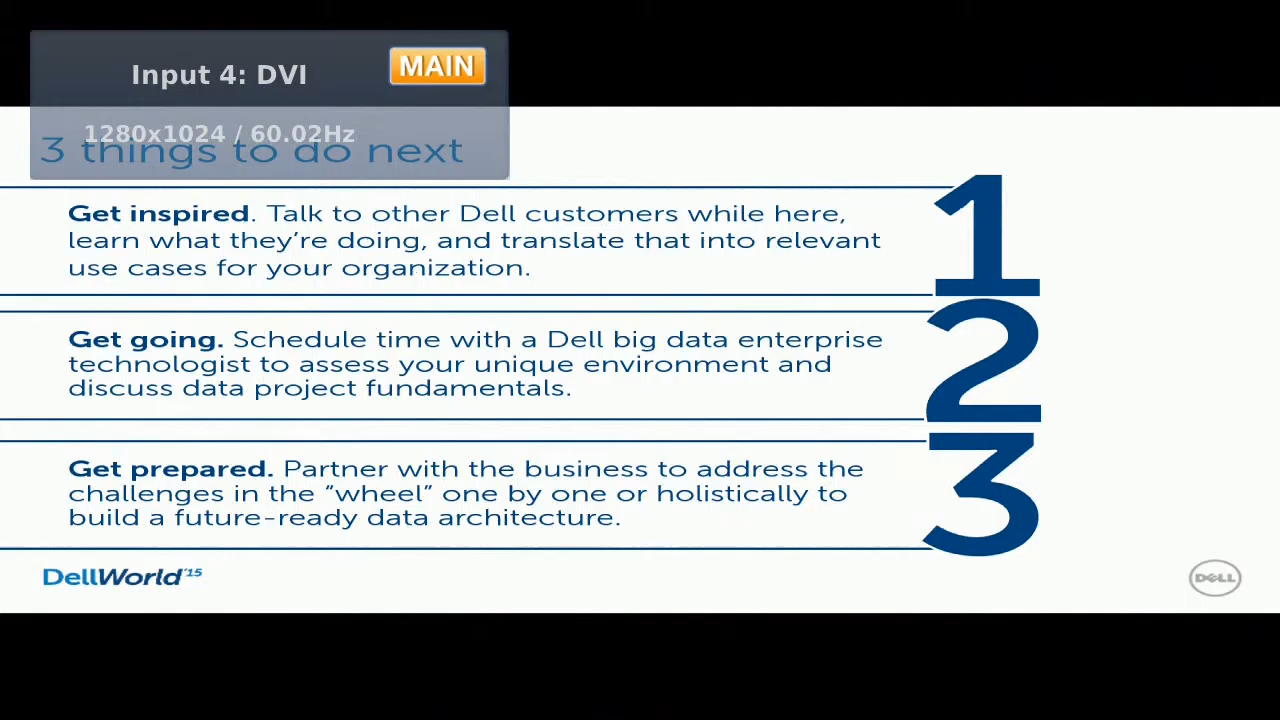 Input 4: DVI
MAIN
1280x1024 / 60.02Hz
3 things to do next
Get inspired. Talk to other Dell customers while here,
learn what they’re doing, and translate that into relevant
use cases for your organization.
1
Get going. Schedule time with a Dell big data enterprise
technologist to assess your unique environment and
discuss data project fundamentals.
2
Get prepared. Partner with the business to address the
challenges in the “wheel” one by one or holistically to
build a future-ready data architecture.
3
DellWorld'15
DELL